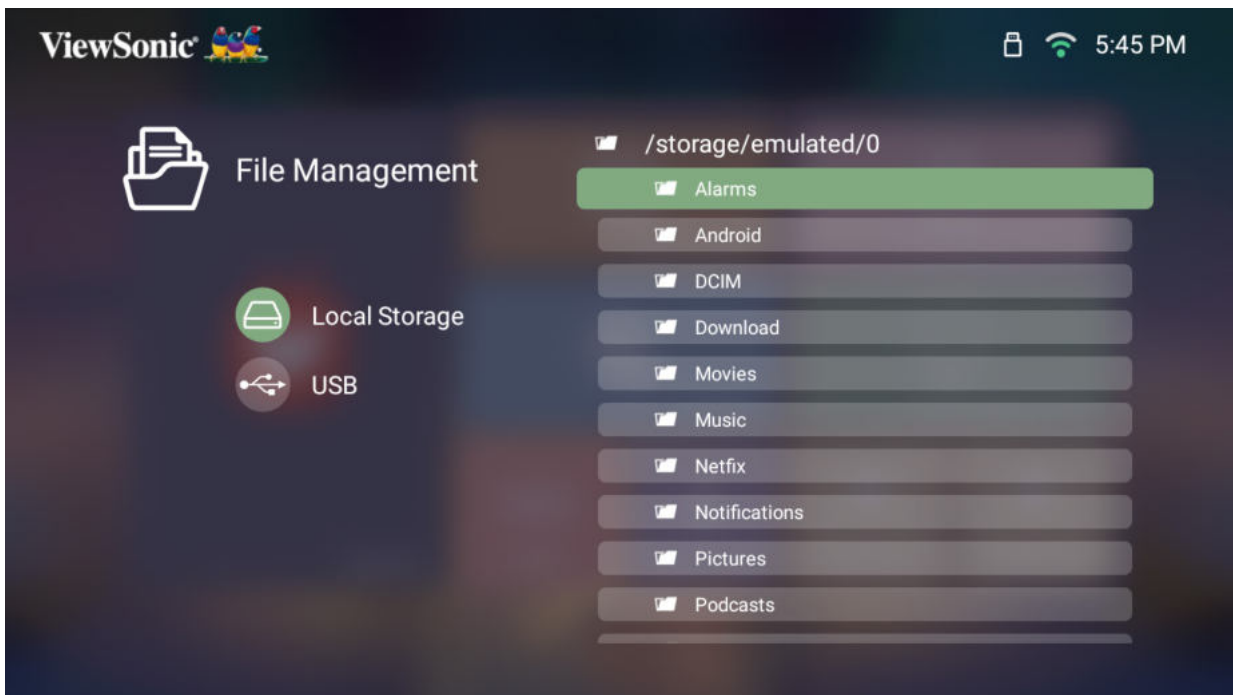 ViewSonic
5:45 PM
File Management
Local Storage
USB
/storage/emulated/0
Alarms
Android
DCIM
Download
Movies
Music
Netfix
Notifications
Pictures
Podcasts